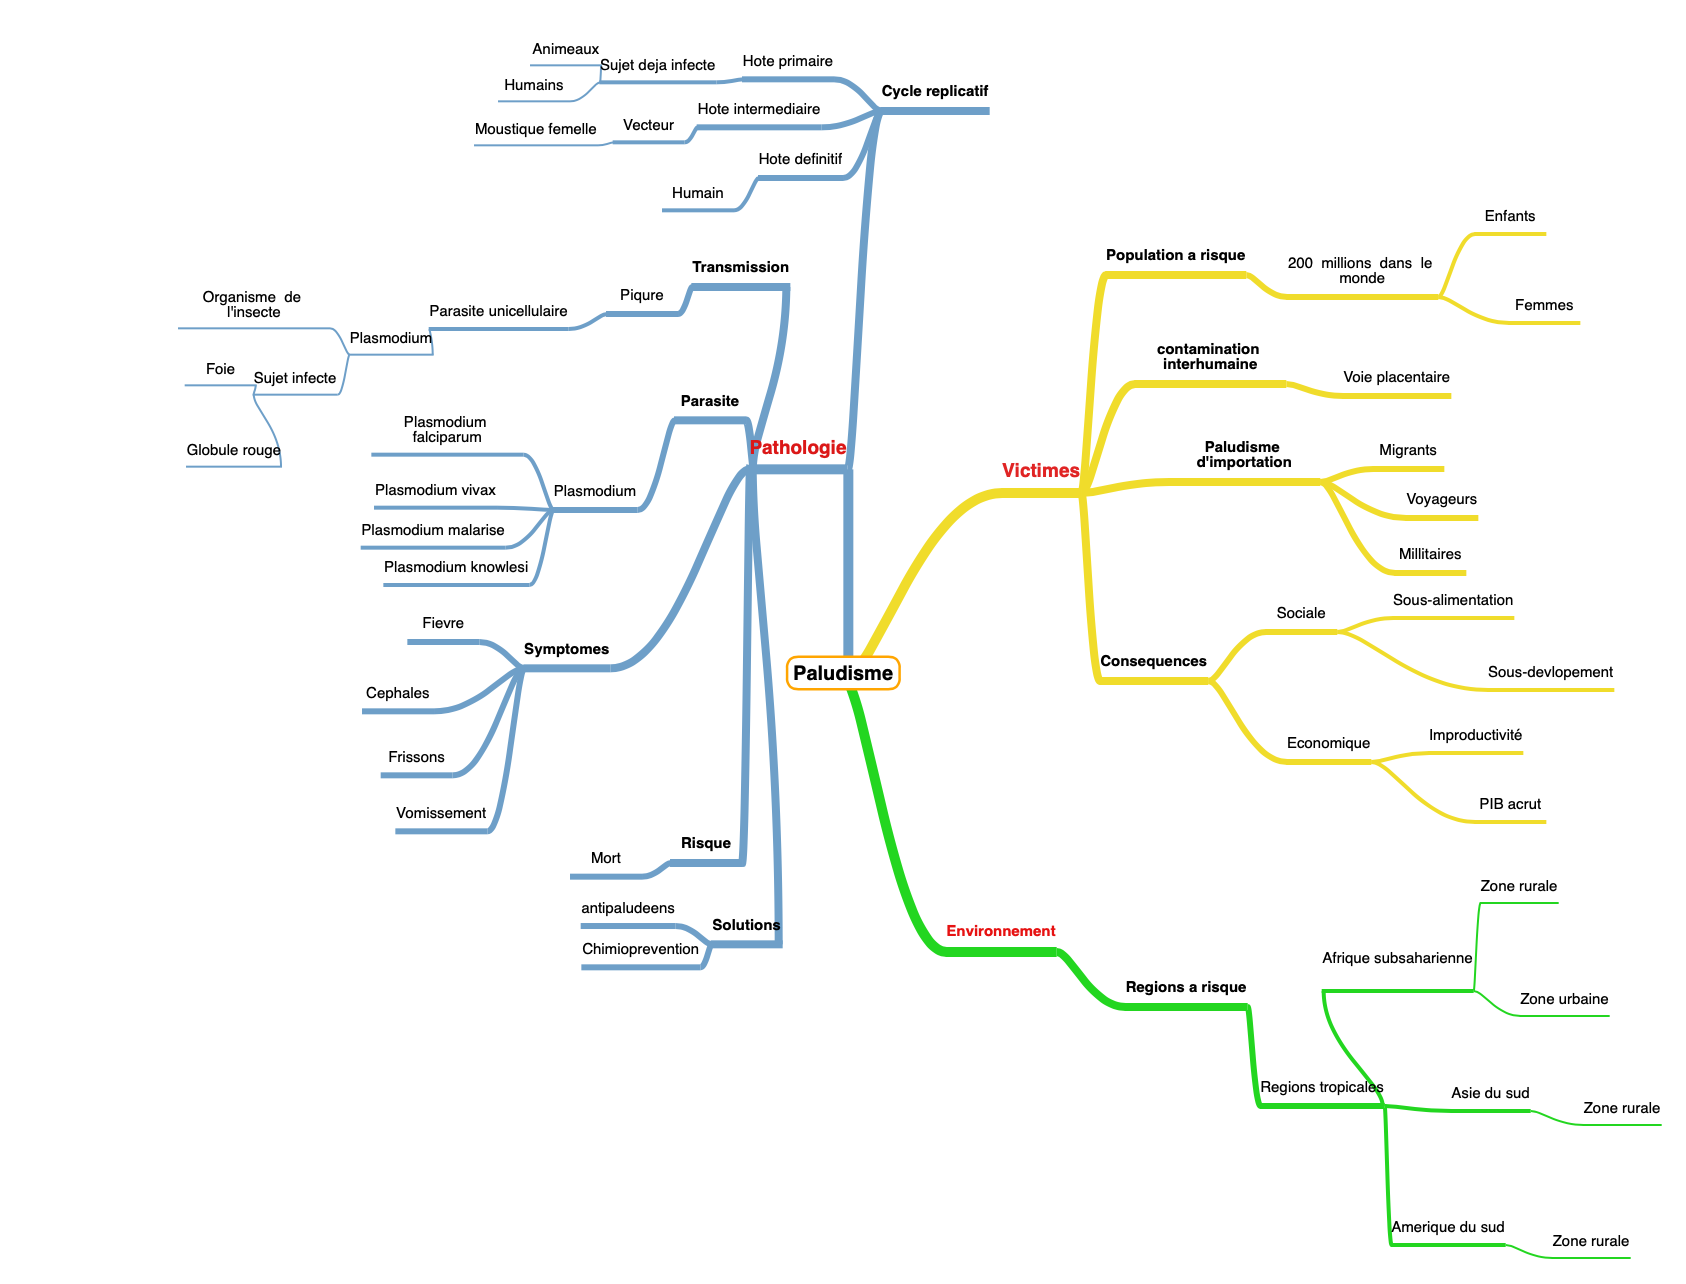 Animeaux
Humains
Sujet deja infecte
Hote primaire
Cycle replicatif
Moustique femelle
Vecteur
Hote intermediaire
Hote definitif
Humain
Transmission
Piqure
Parasite unicellulaire
Plasmodium
Organisme de
l'insecte
Sujet infecte
Foie
Globule rouge
Parasite
Plasmodium
Plasmodium
falciparum
Plasmodium vivax
Plasmodium malarise
Plasmodium knowlesi
Pathologie
Symptomes
Fievre
Cephales
Frissons
Vomissement
Risque
Mort
Solutions
antipaludeens
Chimioprevention
Paludisme
Victimes
Population a risque
200 millions dans le
monde
Enfants
Femmes
contamination
interhumaine
Voie placentaire
Paludisme
d'importation
Migrants
Voyageurs
Millitaires
Consequences
Sociale
Sous-alimentation
Sous-devlopement
Economique
Improductivité
PIB acrut
Environnement
Regions a risque
Regions tropicales
Afrique subsaharienne
Zone rurale
Zone urbaine
Asie du sud
Zone rurale
Amerique du sud
Zone rurale